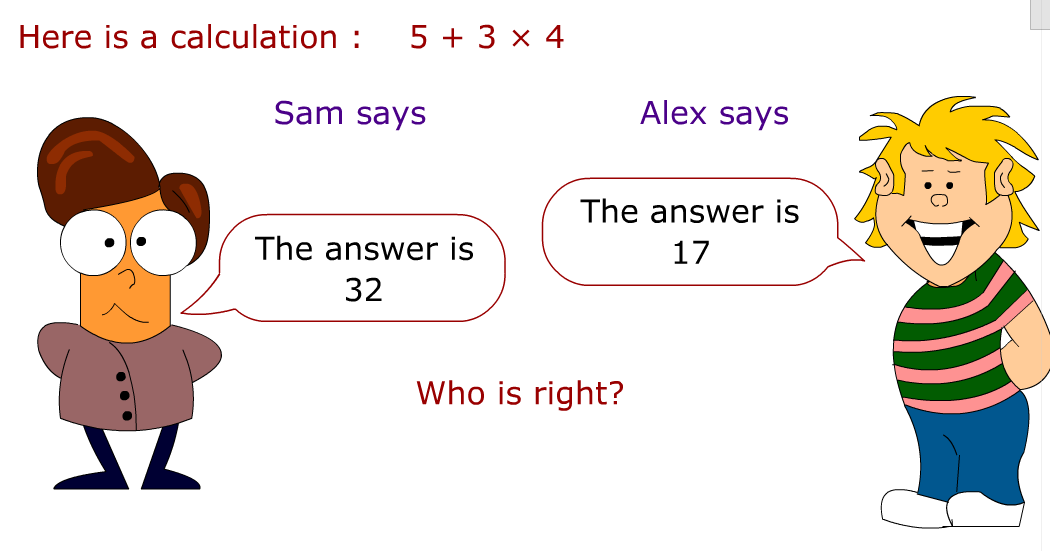 Here is a calculation : 5 + 3 × 4
Sam says
Alex says
The answer is
32
The answer is
17
Who is right?